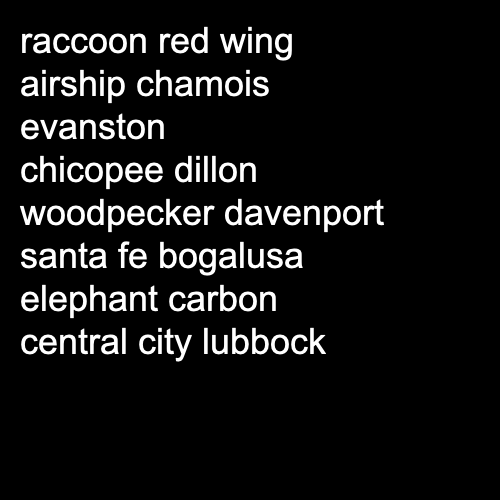 raccoon red wing
airship chamois
evanston
chicopee dillon
woodpecker davenport
santa fe bogalusa
elephant carbon
central city lubbock